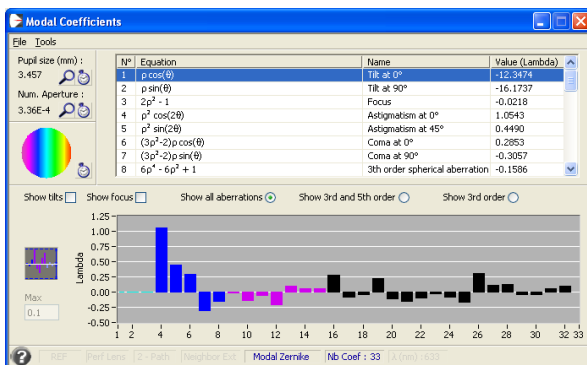 Modal Coefficients
File Tools
Pupil size (mm) :
3.457
Num. Aperture :
3.36E-4
N° Equation Name Value (Lambda)
1 ρ cos(θ) Tilt at 0° -12.3474
2 ρ sin(θ) Tilt at 90° -16.1737
3 2ρ² - 1 Focus -0.0218
4 ρ² cos(2θ) Astigmatism at 0° 1.0543
5 ρ² sin(2θ) Astigmatism at 45° 0.4490
6 (3ρ²-2)ρ cos(θ) Coma at 0° 0.2853
7 (3ρ²-2)ρ sin(θ) Coma at 90° -0.3057
8 6ρ⁴ - 6ρ² + 1 3th order spherical aberration -0.1586
Show tilts Show focus Show all aberrations Show 3rd and 5th order Show 3rd order
1.25
1.00
0.75
0.50
0.25
0.00
-0.25
-0.50
Lambda
Max
0.1
1 2 4 6 8 10 12 14 16 18 20 22 24 26 28 30 32 33
? REF Perf Lens 2 - Path Neighbor Ext Modal Zernike Nb Coef : 33 λ (nm) :633